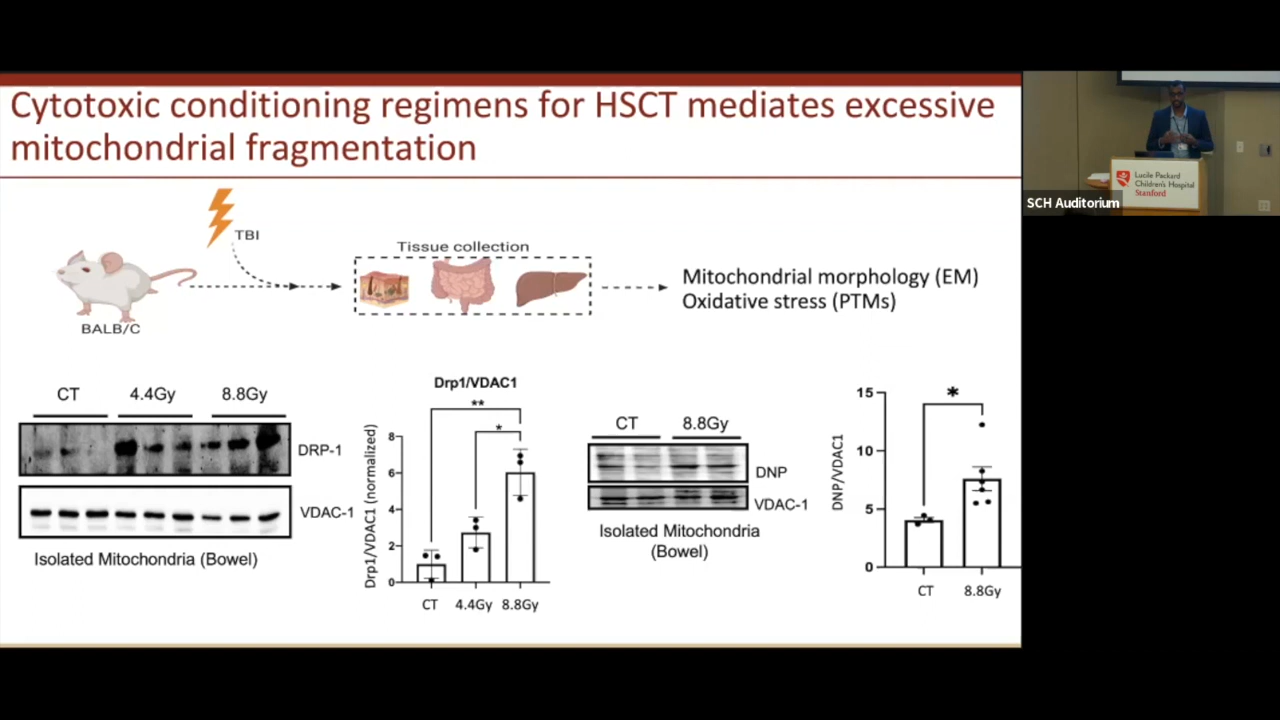 Cytotoxic conditioning regimens for HSCT mediates excessive
mitochondrial fragmentation
TBI
BALB/C
Tissue collection
Mitochondrial morphology (EM)
Oxidative stress (PTMs)
CT 4.4Gy 8.8Gy
DRP-1
VDAC-1
Isolated Mitochondria (Bowel)
Drp1/VDAC1
**
*
Drp1/VDAC1 (normalized)
8
6
4
2
0
CT 4.4Gy 8.8Gy
CT 8.8Gy
DNP
VDAC-1
Isolated Mitochondria
(Bowel)
*
DNP/VDAC1
15
10
5
0
CT 8.8Gy
Lucile Packard
Children's Hospital
Stanford
SCH Auditorium